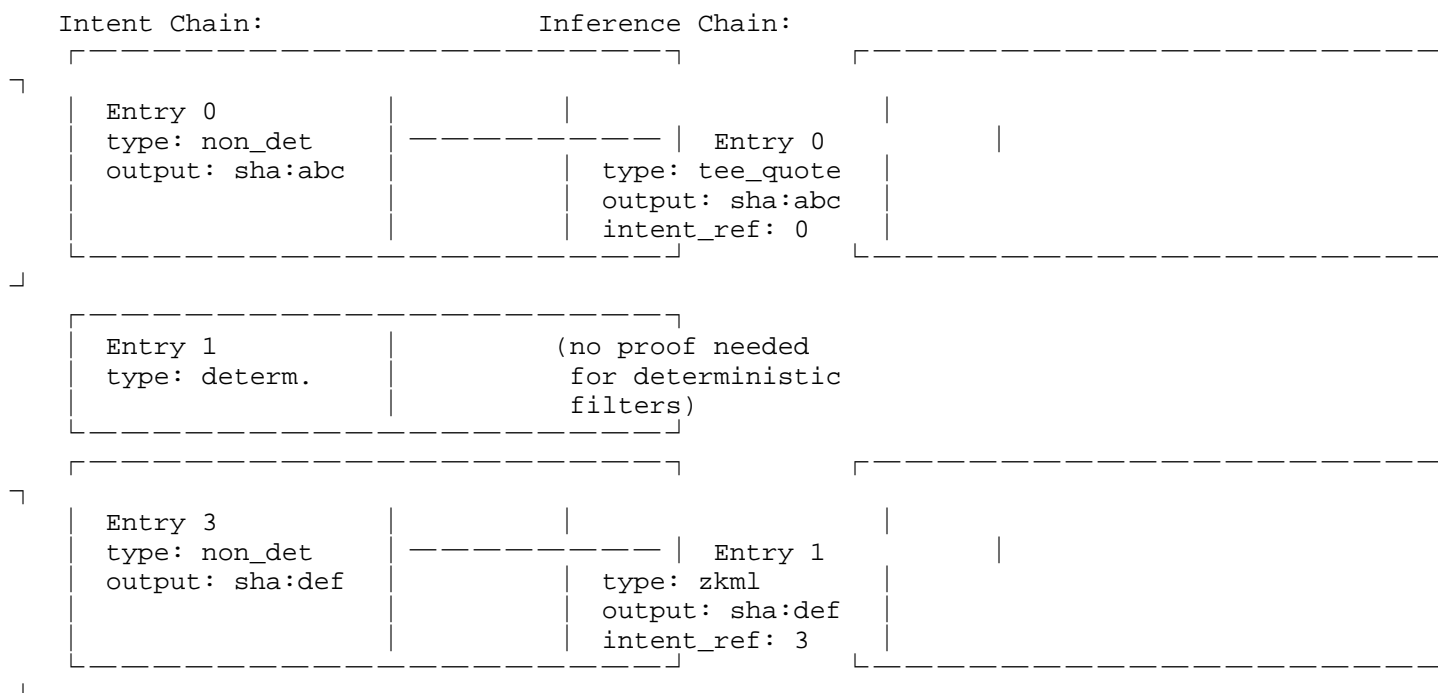 Intent Chain: Inference Chain:
Entry 0
type: non_det Entry 0
output: sha:abc type: tee_quote
output: sha:abc
intent_ref: 0
Entry 1 (no proof needed
type: determ. for deterministic
filters)
Entry 3
type: non_det Entry 1
output: sha:def type: zkml
output: sha:def
intent_ref: 3